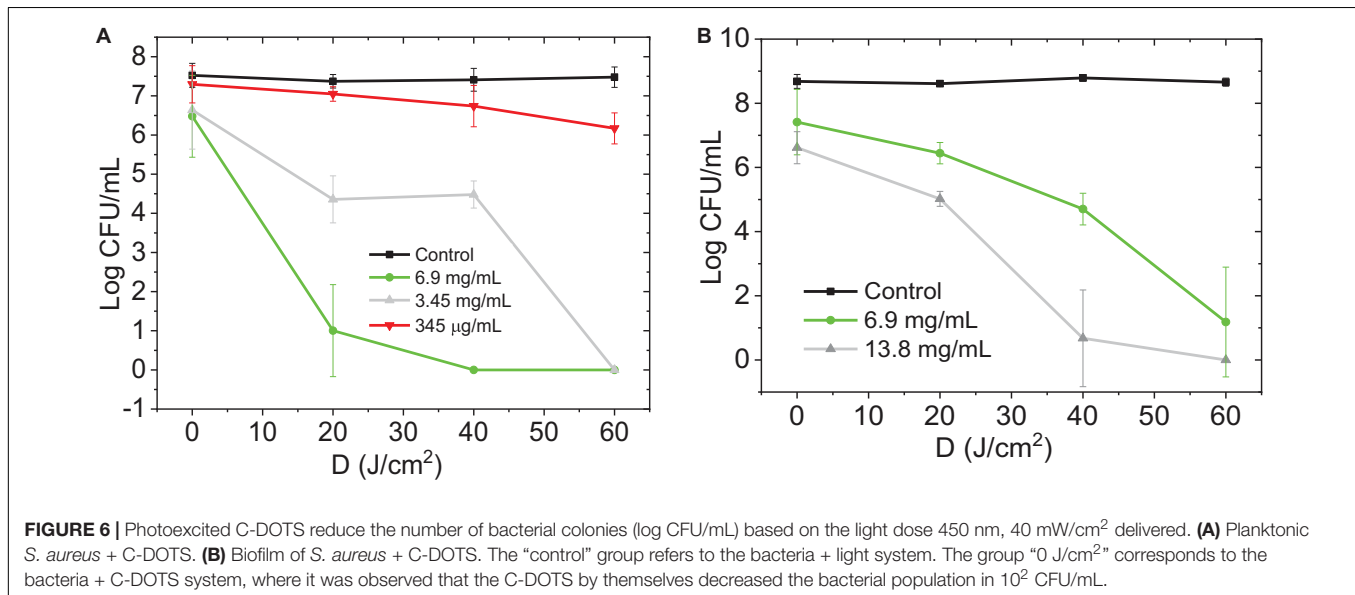 A
8
7
6
5
4
3
2
1
0
-1
Log CFU/mL
Control
6.9 mg/mL
3.45 mg/mL
345 μg/mL
0 10 20 30 40 50 60
D (J/cm²)
B
10
8
6
4
2
0
Log CFU/mL
Control
6.9 mg/mL
13.8 mg/mL
0 10 20 30 40 50 60
D (J/cm²)
FIGURE 6 | Photoexcited C-DOTS reduce the number of bacterial colonies (log CFU/mL) based on the light dose 450 nm, 40 mW/cm² delivered. (A) Planktonic
S. aureus + C-DOTS. (B) Biofilm of S. aureus + C-DOTS. The “control” group refers to the bacteria + light system. The group “0 J/cm²” corresponds to the
bacteria + C-DOTS system, where it was observed that the C-DOTS by themselves decreased the bacterial population in 10² CFU/mL.